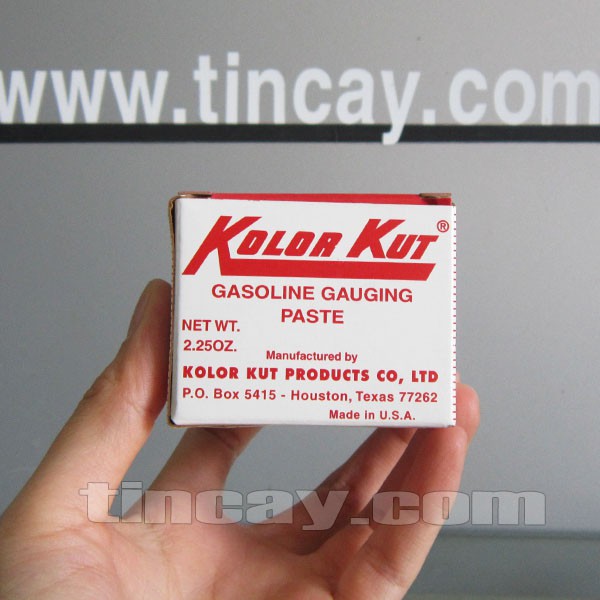 www.tincay.com
KOLOR KUT®
GASOLINE GAUGING
PASTE
NET WT.
2.25OZ.
Manufactured by
KOLOR KUT PRODUCTS CO, LTD
P.O. Box 5415 - Houston, Texas 77262
Made in U.S.A.
tincay.com